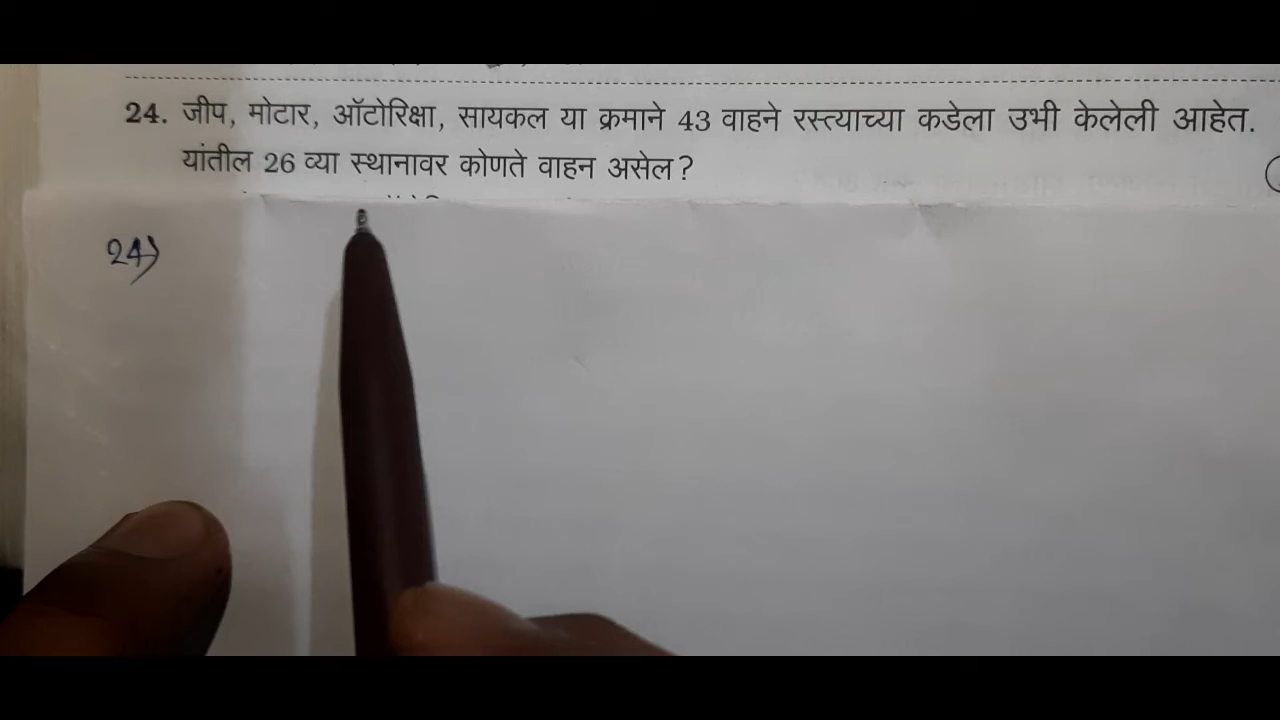 24. जीप, मोटार, ऑटोरिक्षा, सायकल या क्रमाने 43 वाहने रस्त्याच्या कडेला उभी केलेली आहेत.
यांतील 26 व्या स्थानावर कोणते वाहन असेल?
24)